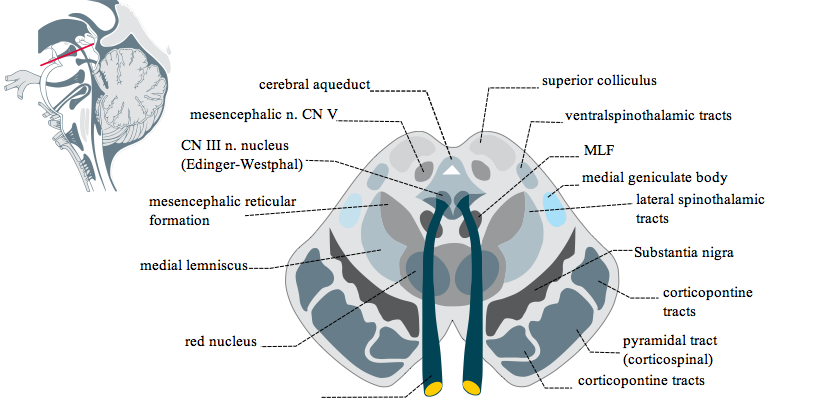 cerebral aqueduct
mesencephalic n. CN V
CN III n. nucleus
(Edinger-Westphal)
mesencephalic reticular
formation
medial lemniscus
red nucleus
superior colliculus
ventralspinothalamic tracts
MLF
medial geniculate body
lateral spinothalamic
tracts
Substantia nigra
corticopontine
tracts
pyramidal tract
(corticospinal)
corticopontine tracts